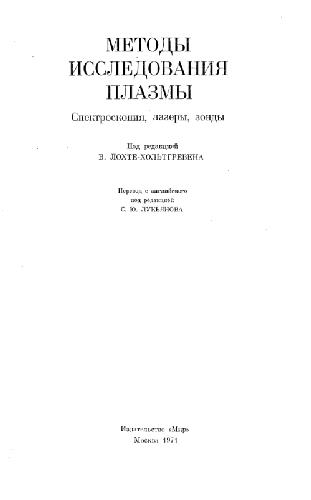 МЕТОДЫ
ИССЛЕДОВАНИЯ
ПЛАЗМЫ
Спектроскопия, лазеры, зонды
Под редакцией
В. ЛОХТЕ-ХОЛЬТГРЕВЕНА
Перевод с английского
под редакцией
С. Ю. ЛУКЬЯНОВА
Издательство «Мир»
Москва 1971